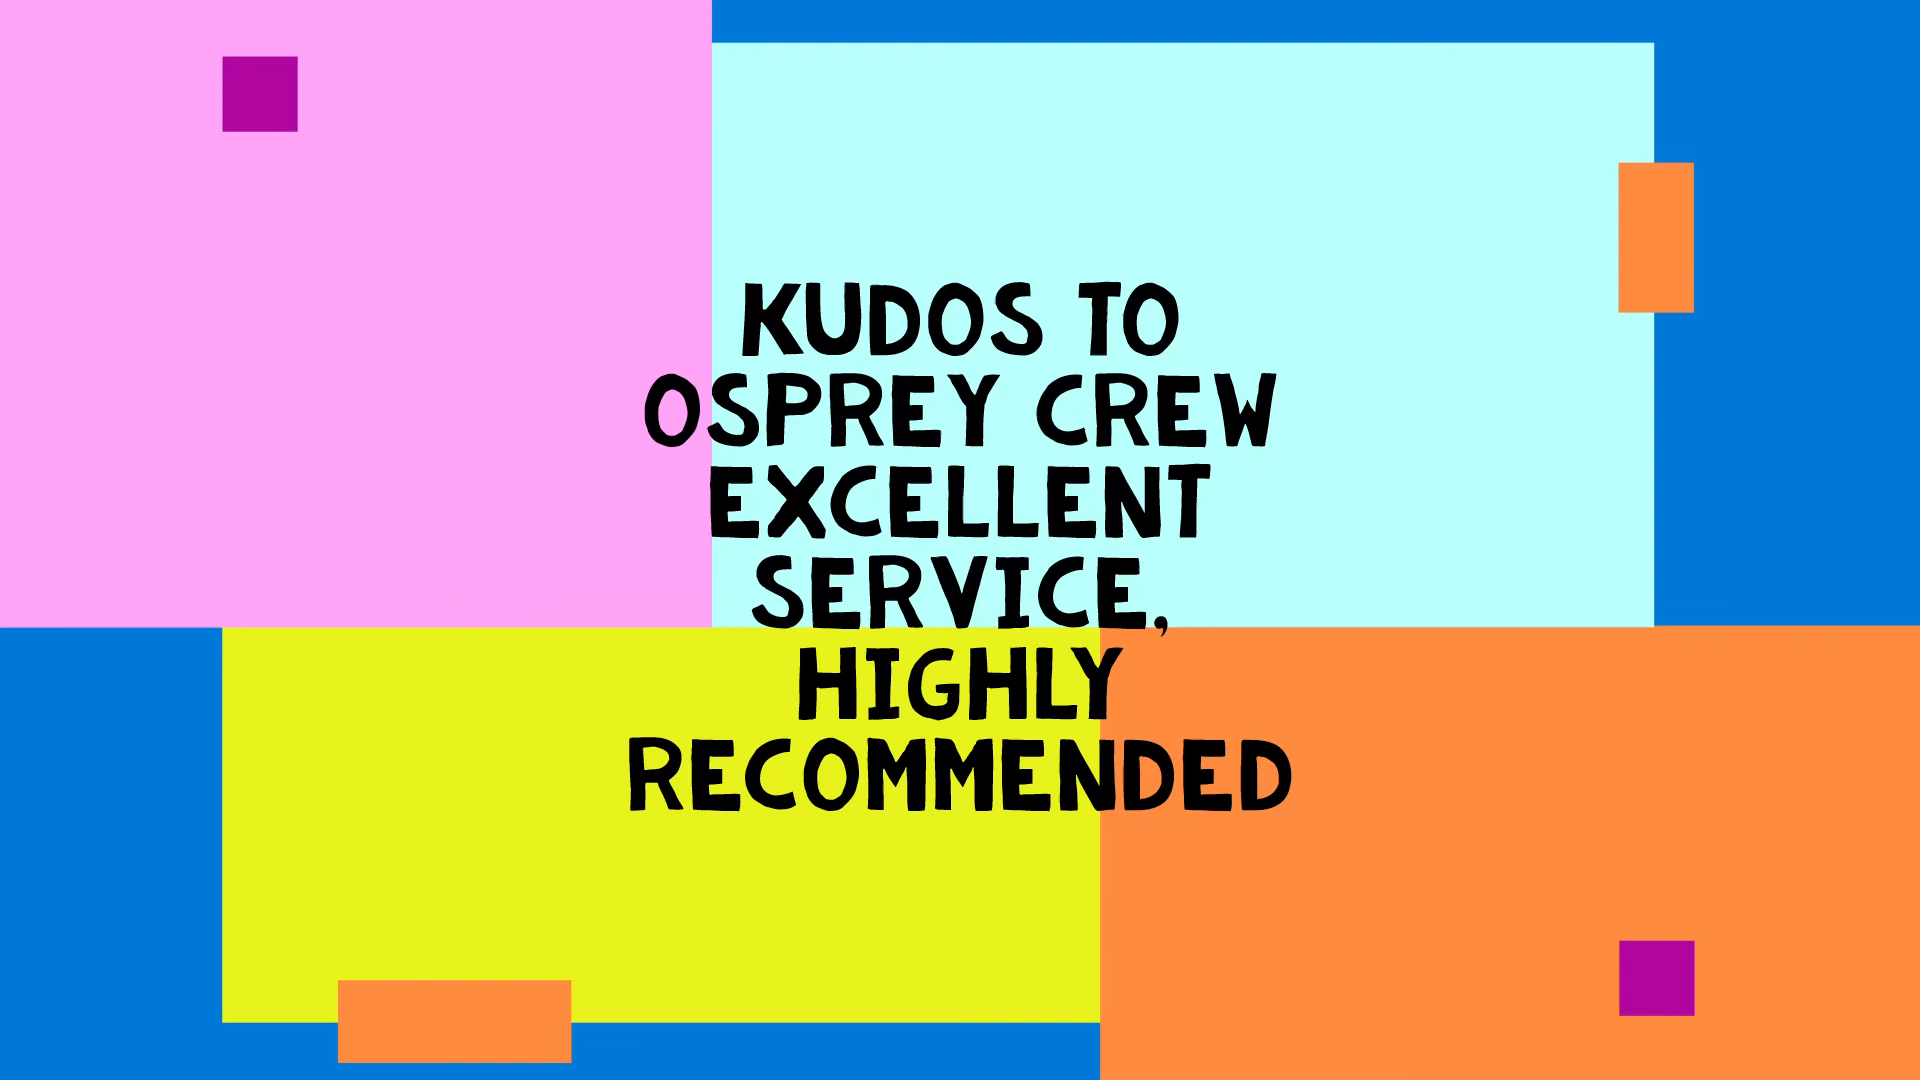 KUDOS TO
OSPREY CREW
EXCELLENT
SERVICE,
HIGHLY
RECOMMENDED